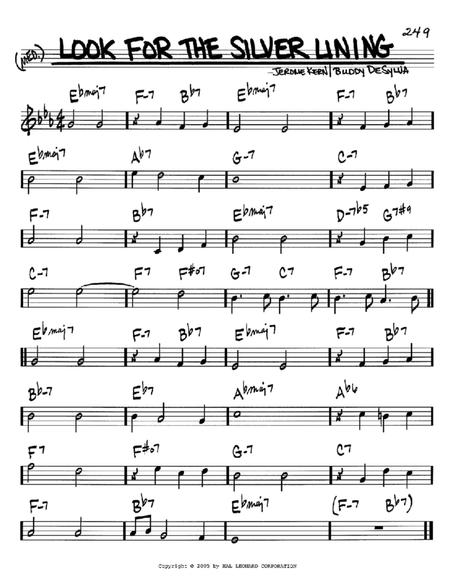 249
(MED.) LOOK FOR THE SILVER LINING
-JEROME KERN/BUDDY DESYLVA
Ebmaj7 F-7 Bb7 Ebmaj7 F-7 Bb7
Ebmaj7 Ab7 G-7 C-7
F-7 Bb7 Ebmaj7 D-7b5 G7#9
C-7 F7 F#o7 G-7 C7 F-7 Bb7
Ebmaj7 F-7 Bb7 Ebmaj7 F-7 Bb7
Bb-7 Eb7 Abmaj7 Ab6
F7 F#o7 G-7 C7
F-7 Bb7 Ebmaj7 (F-7 Bb7)
Copyright © 2005 by HAL LEONARD CORPORATION